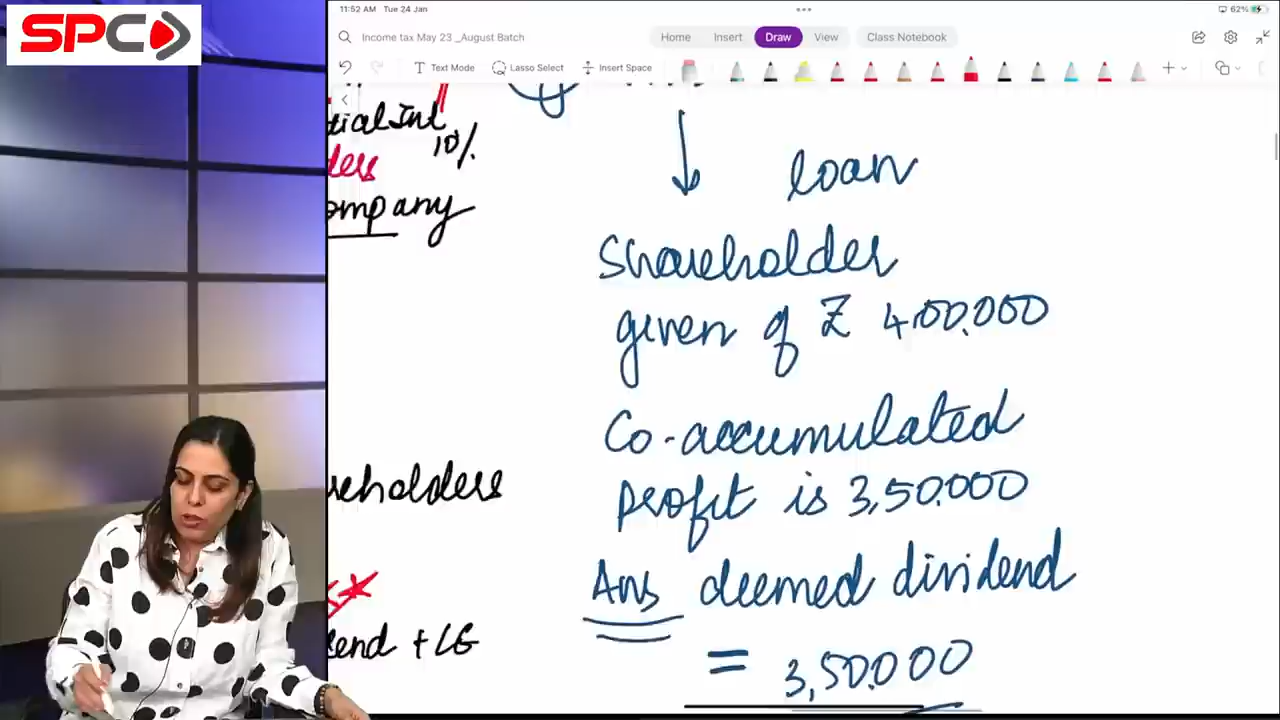 11:52 AM Tue 24 Jan
62%
SPC
Income tax May 23 _August Batch
Home Insert Draw View Class Notebook
Text Mode Lasso Select Insert Space
tial Int
10%
ders
ompany
eholders
end + LG
loan
Shareholder
given of ₹ 4,00,000
Co-accumulated
profit is 3,50,000
Ans deemed dividend
= 3,50,000